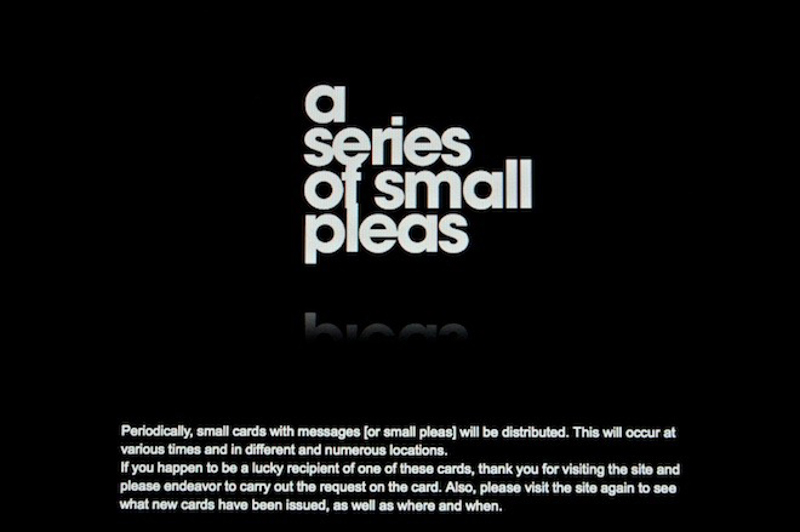 a
series
of small
pleas
Periodically, small cards with messages [or small pleas] will be distributed. This will occur at
various times and in different and numerous locations.
If you happen to be a lucky recipient of one of these cards, thank you for visiting the site and
please endeavor to carry out the request on the card. Also, please visit the site again to see
what new cards have been issued, as well as where and when.